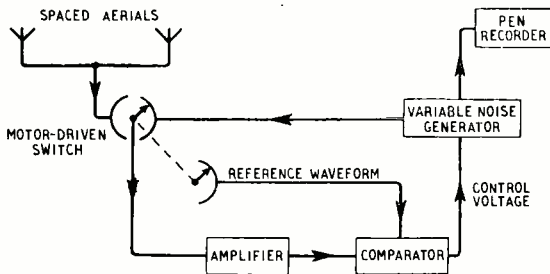 SPACED AERIALS
PEN
RECORDER
MOTOR-DRIVEN
SWITCH
VARIABLE NOISE
GENERATOR
REFERENCE WAVEFORM
CONTROL
VOLTAGE
AMPLIFIER
COMPARATOR